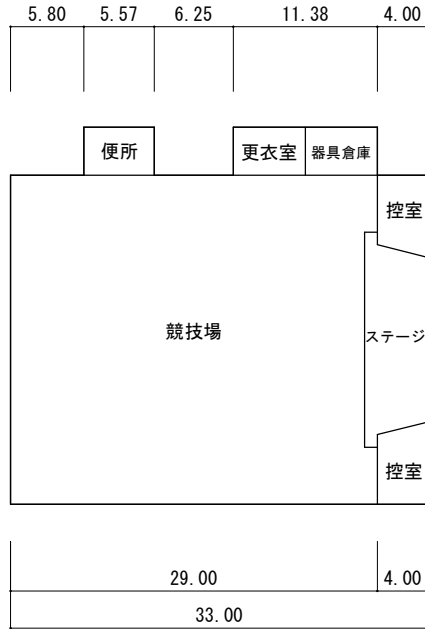 5.80 5.57 6.25 11.38 4.00
便所 更衣室 器具倉庫
控室
競技場 ステージ
控室
29.00 4.00
33.00